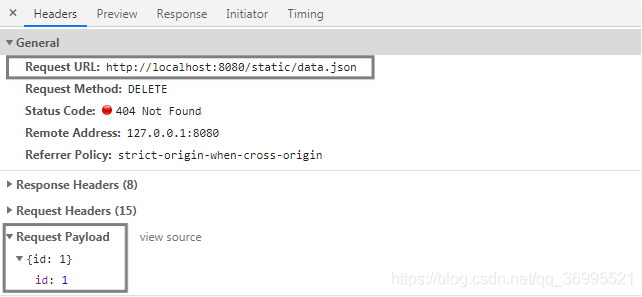 × Headers Preview Response Initiator Timing
▼ General
Request URL: http://localhost:8080/static/data.json
Request Method: DELETE
Status Code: 404 Not Found
Remote Address: 127.0.0.1:8080
Referrer Policy: strict-origin-when-cross-origin
▶ Response Headers (8)
▶ Request Headers (15)
▼ Request Payload view source
▼ {id: 1}
id: 1
https://blog.csdn.net/qq_36995521